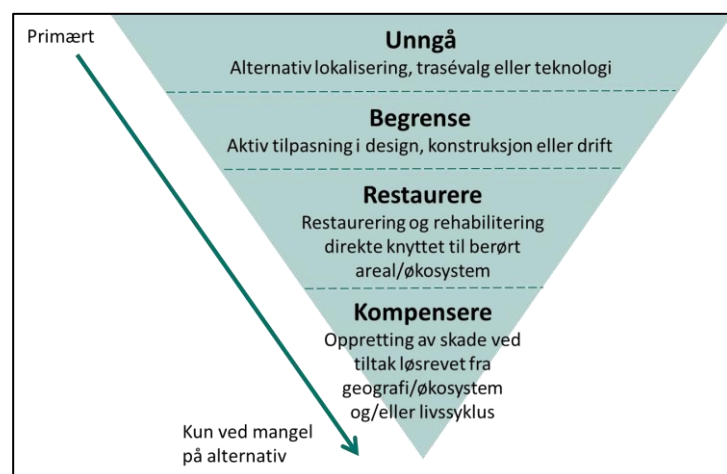 Primært
Unngå
Alternativ lokalisering, trasévalg eller teknologi
Begrense
Aktiv tilpasning i design, konstruksjon eller drift
Restaurere
Restaurering og rehabilitering
direkte knyttet til berørt
areal/økosystem
Kompensere
Oppretting av skade ved
tiltak løsrevet fra
geografi/økosystem
og/eller livssyklus
Kun ved mangel
på alternativ